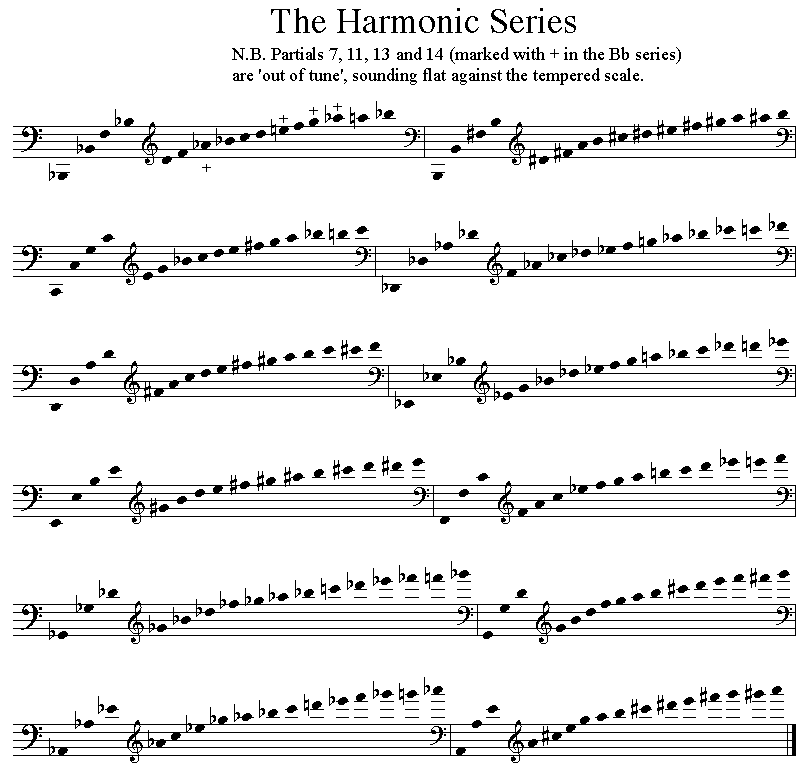 The Harmonic Series
N.B. Partials 7, 11, 13 and 14 (marked with + in the Bb series)
are 'out of tune', sounding flat against the tempered scale.